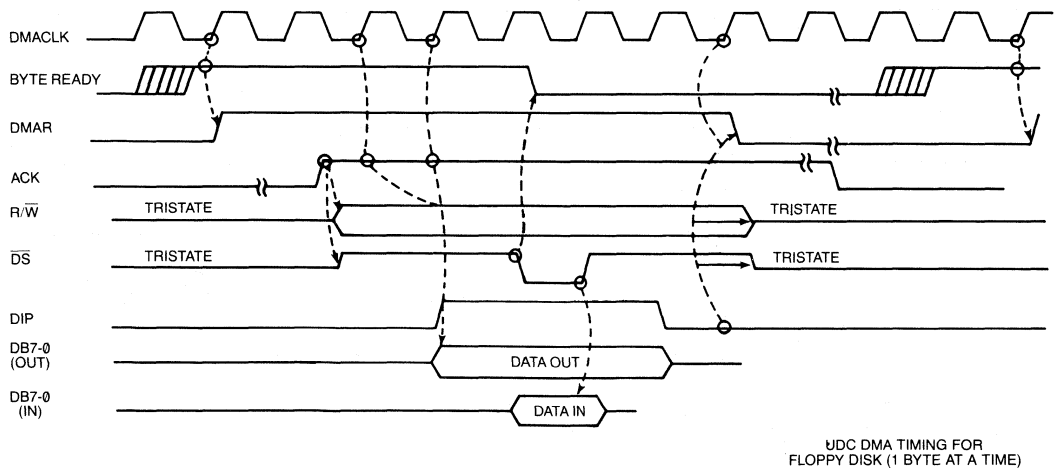 DMACLK
BYTE READY
DMAR
ACK
R/W̅
TRISTATE
TRISTATE
D̅S̅
TRISTATE
TRISTATE
DIP
DB7-0
(OUT)
DATA OUT
DB7-0
(IN)
DATA IN
UDC DMA TIMING FOR
FLOPPY DISK (1 BYTE AT A TIME)